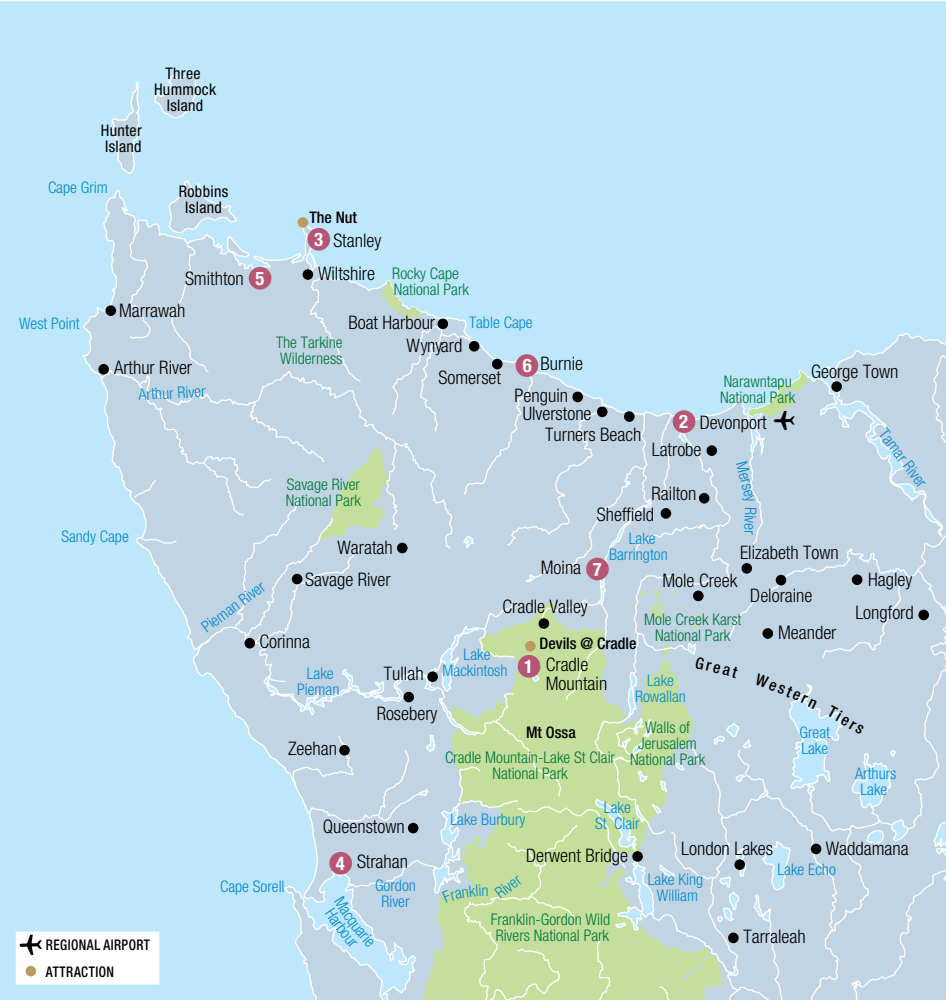 Three
Hummock
Island
Hunter
Island
Cape Grim
Robbins
Island
The Nut
3 Stanley
Smithton 5
Wiltshire
Rocky Cape
National Park
Marrawah
West Point
Boat Harbour
Table Cape
The Tarkine
Wilderness
Wynyard
Arthur River
Arthur River
Somerset
6 Burnie
Penguin
Ulverstone
Turners Beach
Narawntapu
National Park
George Town
2 Devonport
Latrobe
Tamar River
Mersey River
Savage River
National Park
Railton
Sheffield
Sandy Cape
Waratah
Lake
Barrington
Elizabeth Town
Moina 7
Savage River
Mole Creek
Deloraine
Hagley
Pieman River
Cradle Valley
Longford
Mole Creek Karst
National Park
Meander
Corinna
Devils @ Cradle
1 Cradle
Mountain
Lake
Mackintosh
Great Western Tiers
Tullah
Lake
Pieman
Lake
Rowallan
Rosebery
Mt Ossa
Walls of
Jerusalem
National Park
Great
Lake
Zeehan
Cradle Mountain-Lake St Clair
National Park
Arthurs
Lake
Lake Burbury
Lake
St Clair
Queenstown
4 Strahan
Derwent Bridge
London Lakes
Waddamana
Lake Echo
Cape Sorell
Gordon
River
Franklin River
Lake King
William
Macquarie
Harbour
Franklin-Gordon Wild
Rivers National Park
Tarraleah
REGIONAL AIRPORT
ATTRACTION